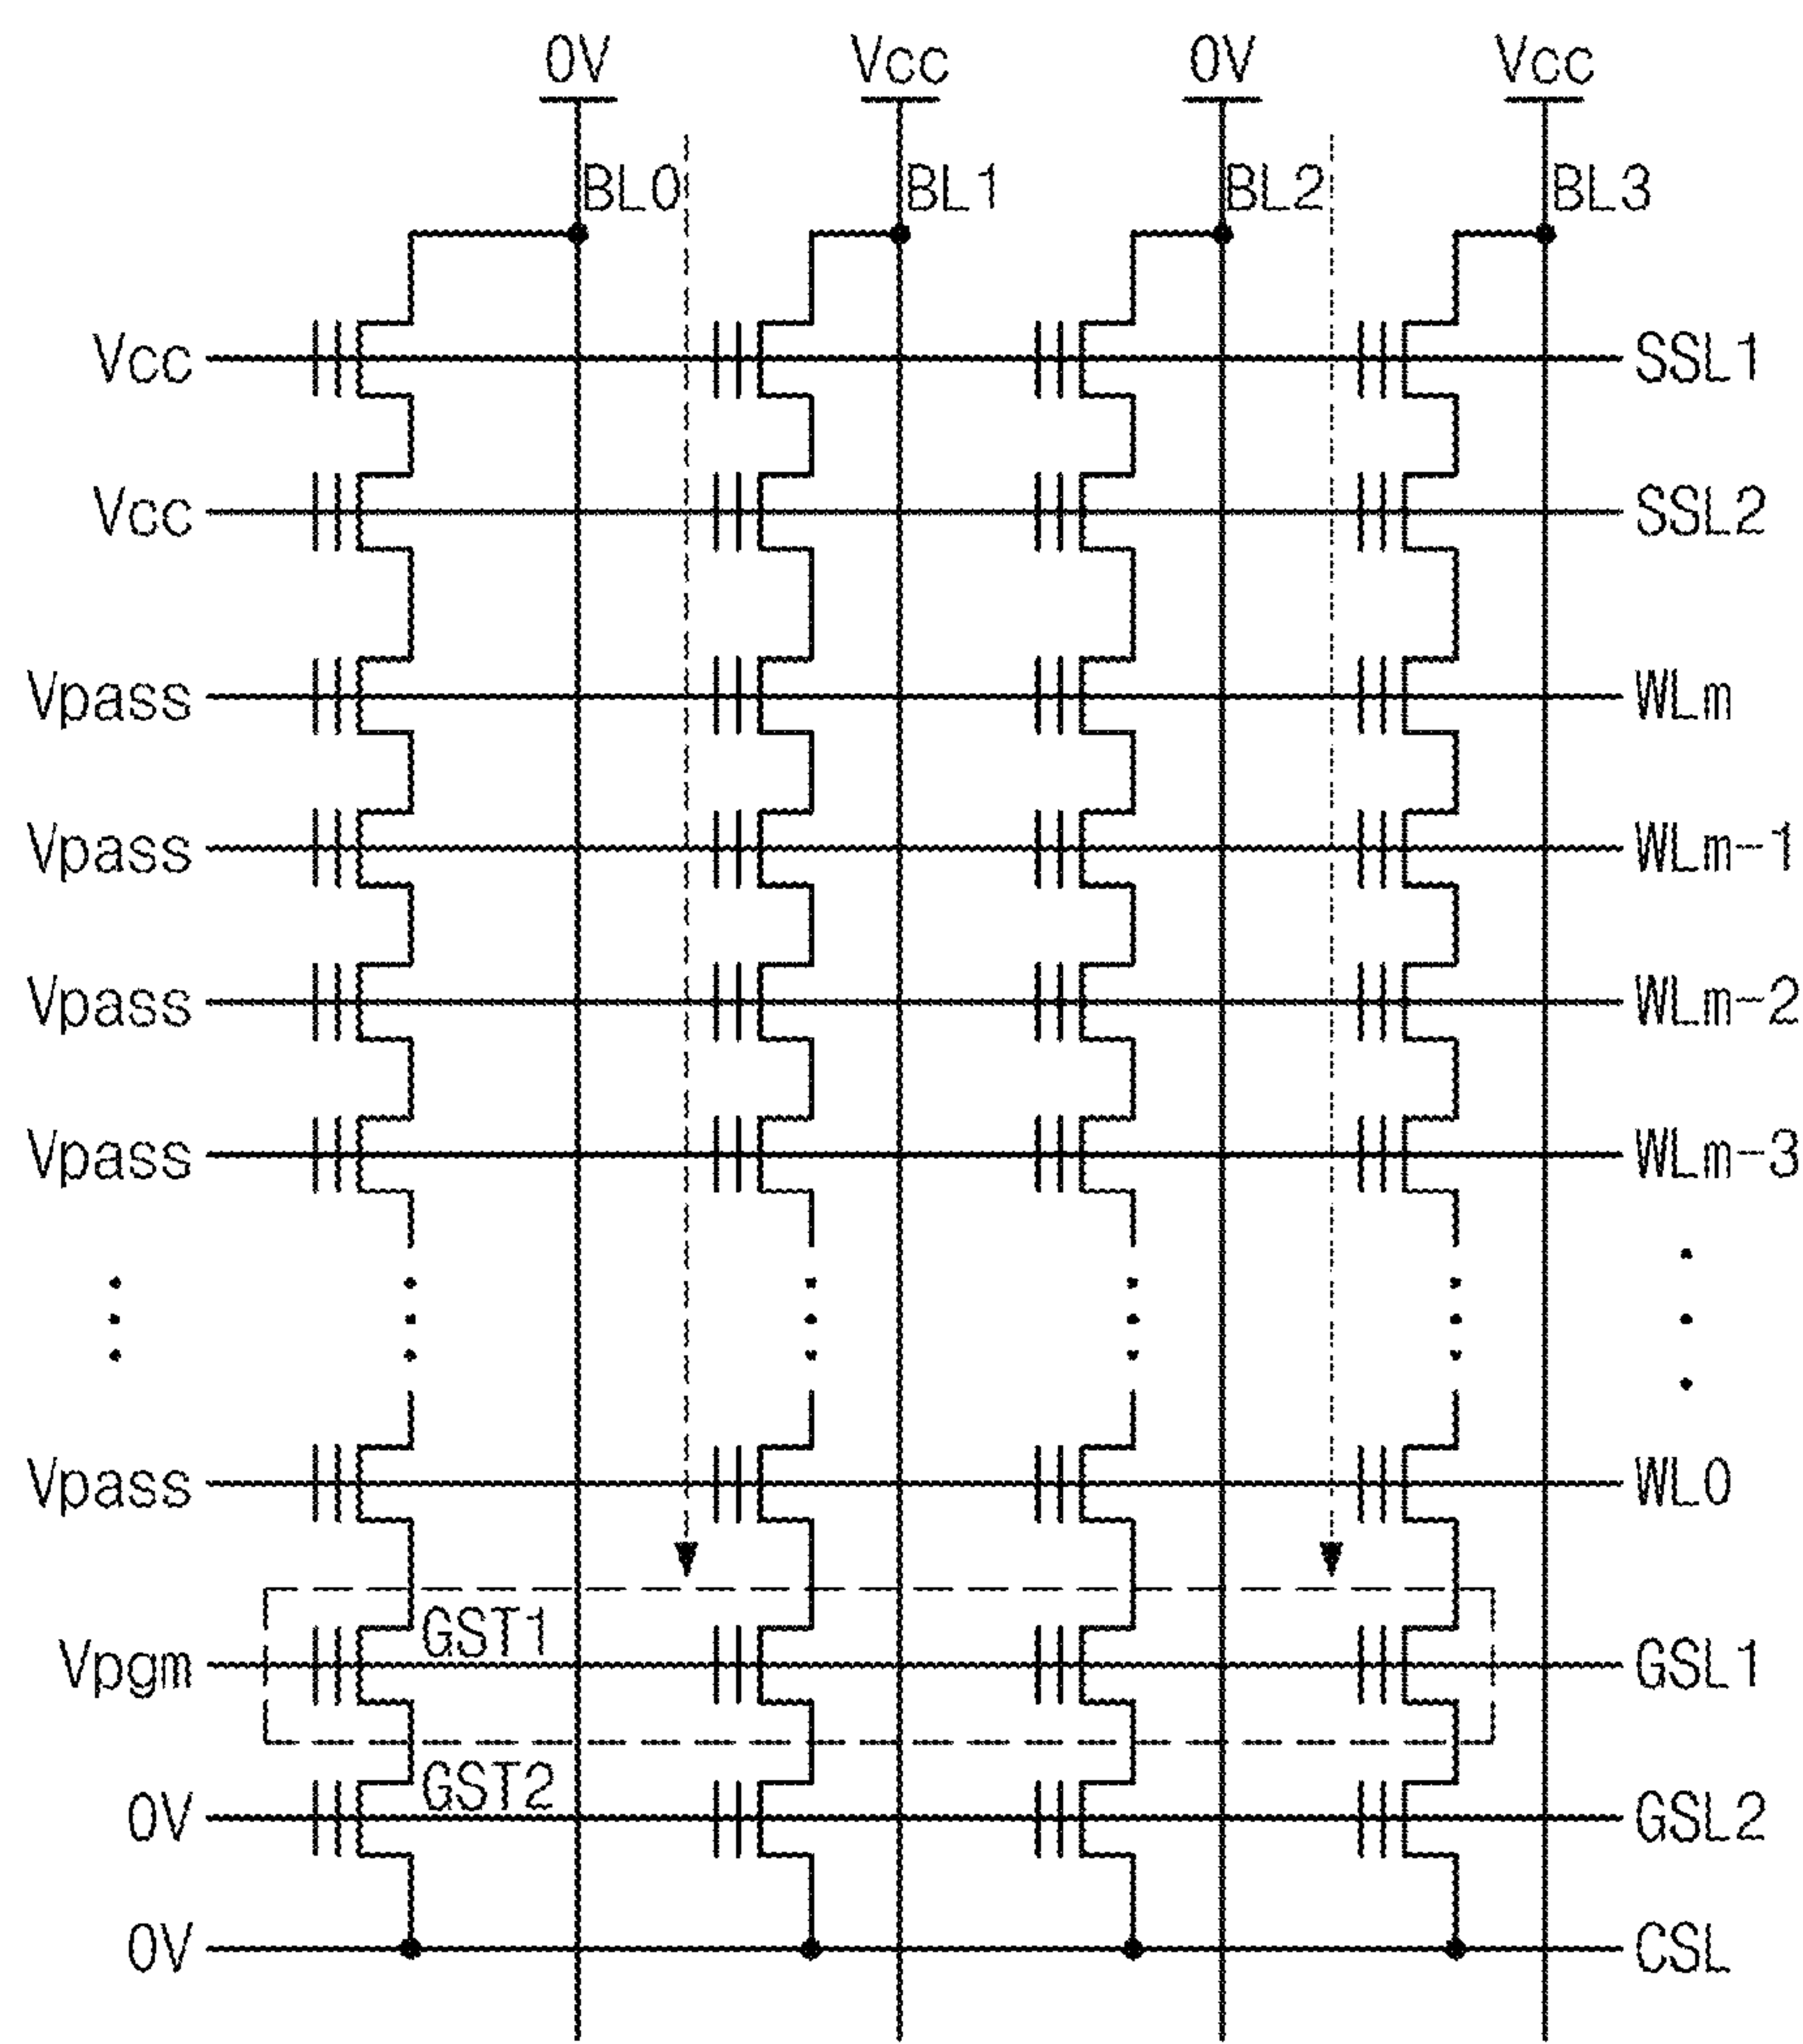 0V Vcc 0V Vcc
BL0 BL1 BL2 BL3
Vcc SSL1
Vcc SSL2
Vpass WLm
Vpass WLm-1
Vpass WLm-2
Vpass WLm-3
Vpass WL0
GST1
Vpgm GSL1
GST2
0V GSL2
0V CSL